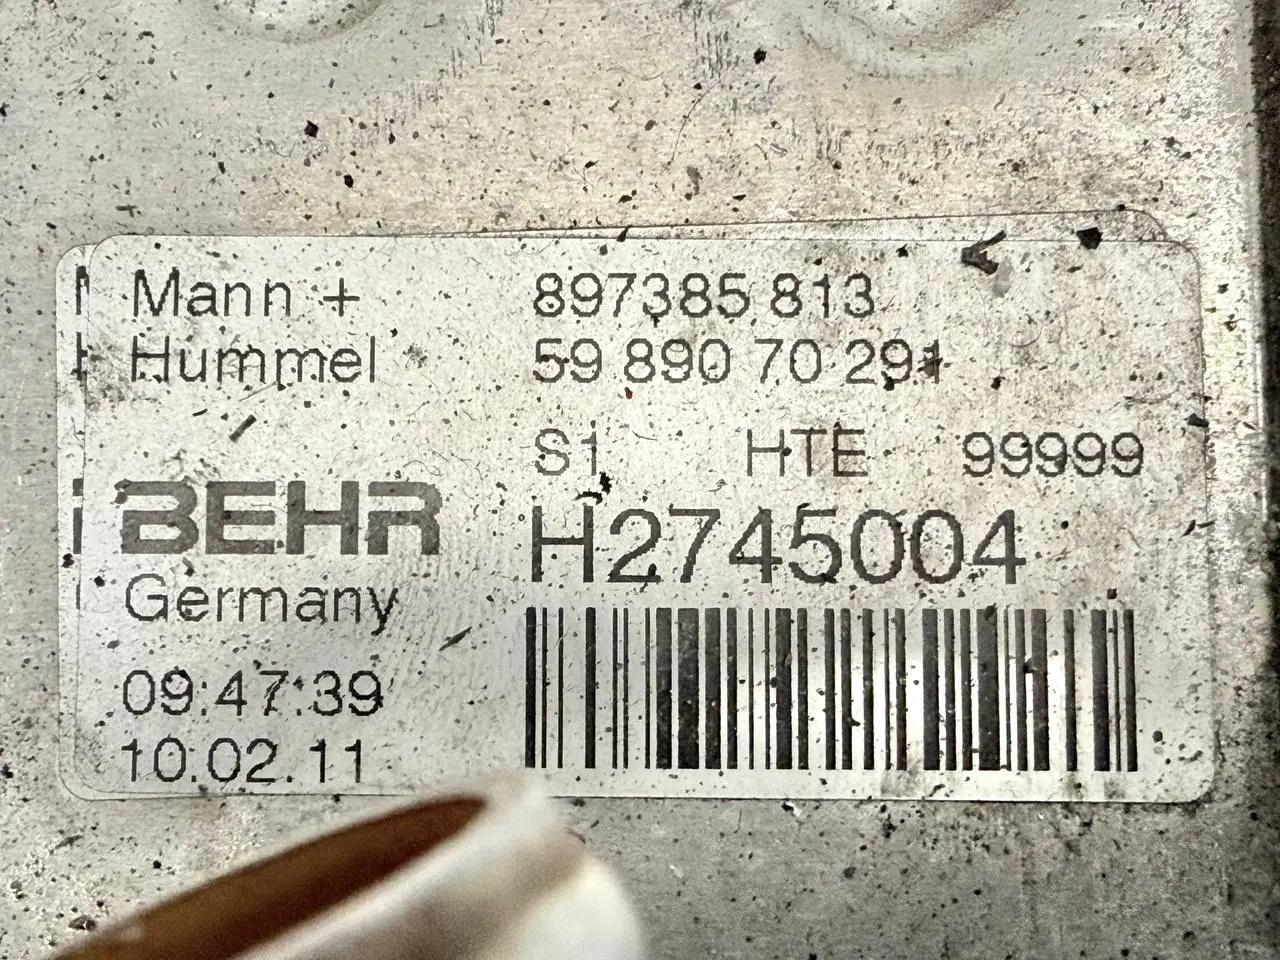 Mann + 897385 813
Hummel 59 890 70 291
S1 HTE 99999
BEHR H2745004
Germany
09:47:39
10.02.11